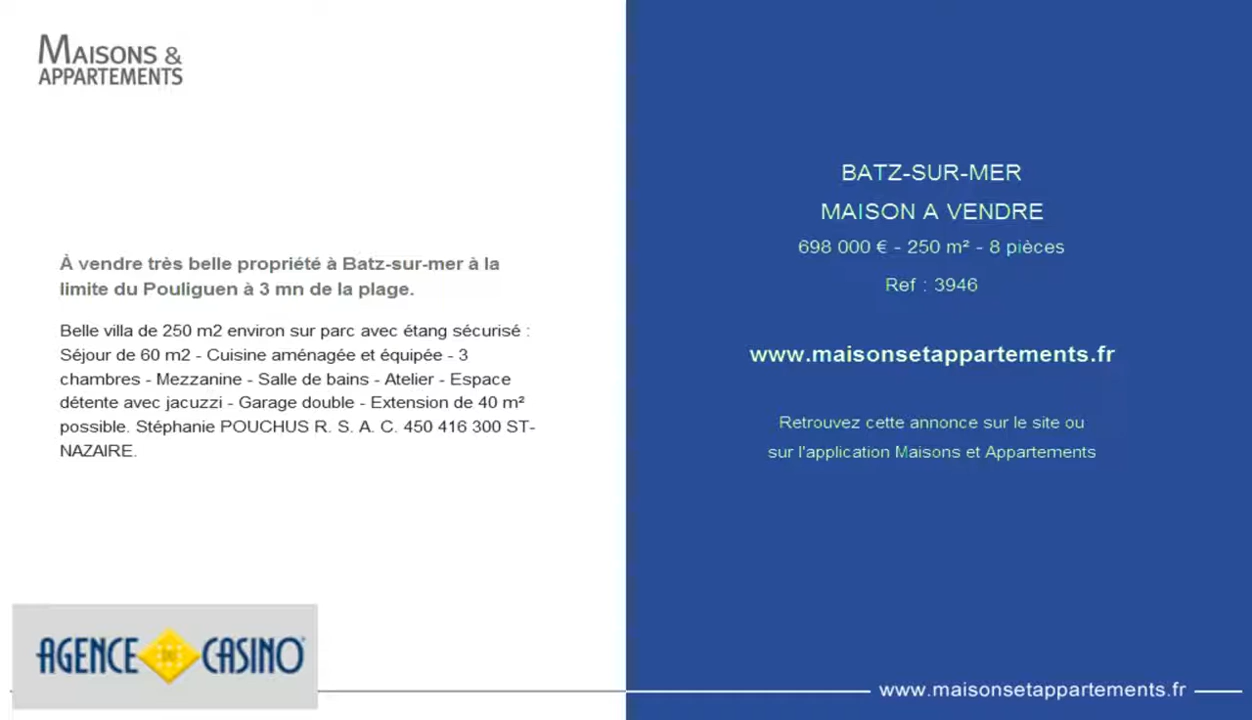 MAISONS &
APPARTEMENTS
À vendre très belle propriété à Batz-sur-mer à la
limite du Pouliguen à 3 mn de la plage.
Belle villa de 250 m2 environ sur parc avec étang sécurisé :
Séjour de 60 m2 - Cuisine aménagée et équipée - 3
chambres - Mezzanine - Salle de bains - Atelier - Espace
détente avec jacuzzi - Garage double - Extension de 40 m²
possible. Stéphanie POUCHUS R. S. A. C. 450 416 300 ST-
NAZAIRE.
AGENCE CASINO
BATZ-SUR-MER
MAISON A VENDRE
698 000 € - 250 m² - 8 pièces
Ref : 3946
www.maisonsetappartements.fr
Retrouvez cette annonce sur le site ou
sur l'application Maisons et Appartements
www.maisonsetappartements.fr